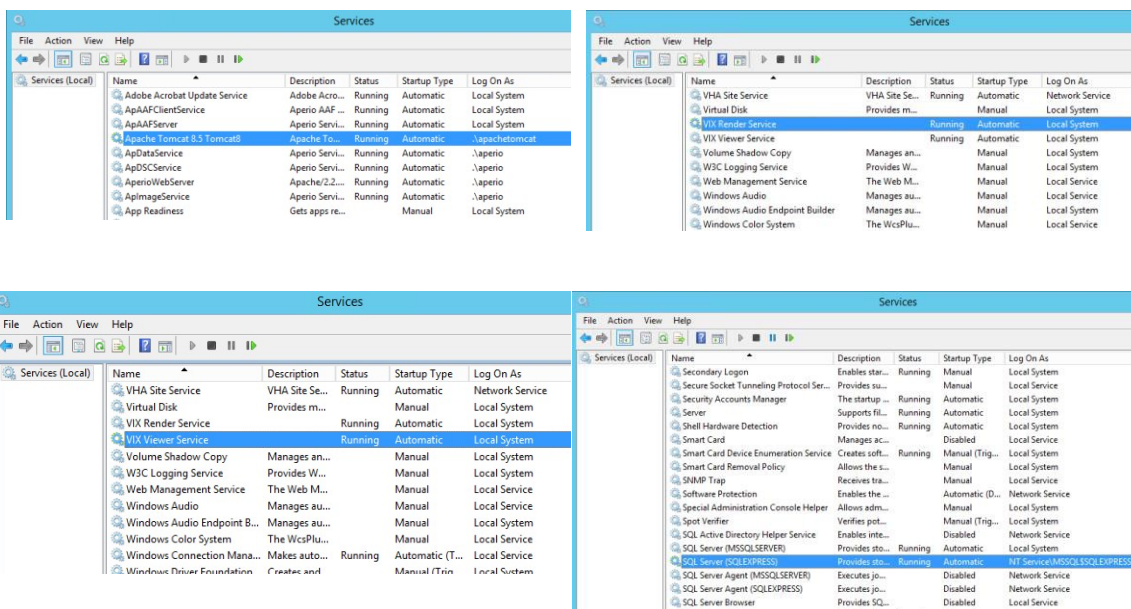 Services
File Action View Help
Services (Local)
Name Description Status Startup Type Log On As
Adobe Acrobat Update Service Adobe Acro... Running Automatic Local System
ApAAFClientService Aperio AAF ... Running Automatic Local System
ApAAFServer Aperio Servi... Running Automatic Local System
Apache Tomcat 8.5 Tomcat8 Apache To... Running Automatic .\apachetomcat
ApDataService Aperio Servi... Running Automatic .\aperio
ApDSCService Aperio Servi... Running Automatic .\aperio
AperioWebServer Apache/2.2.... Running Automatic .\aperio
ApImageService Aperio Servi... Running Automatic .\aperio
App Readiness Gets apps re... Manual Local System
Services
File Action View Help
Services (Local)
Name Description Status Startup Type Log On As
VHA Site Service VHA Site Se... Running Automatic Network Service
Virtual Disk Provides m... Manual Local System
VIX Render Service Running Automatic Local System
VIX Viewer Service Running Automatic Local System
Volume Shadow Copy Manages an... Manual Local System
W3C Logging Service Provides W... Manual Local System
Web Management Service The Web M... Manual Local Service
Windows Audio Manages au... Manual Local Service
Windows Audio Endpoint Builder Manages au... Manual Local System
Windows Color System The WcsPlu... Manual Local Service
Services
File Action View Help
Services (Local)
Name Description Status Startup Type Log On As
VHA Site Service VHA Site Se... Running Automatic Network Service
Virtual Disk Provides m... Manual Local System
VIX Render Service Running Automatic Local System
VIX Viewer Service Running Automatic Local System
Volume Shadow Copy Manages an... Manual Local System
W3C Logging Service Provides W... Manual Local System
Web Management Service The Web M... Manual Local Service
Windows Audio Manages au... Manual Local Service
Windows Audio Endpoint B... Manages au... Manual Local System
Windows Color System The WcsPlu... Manual Local Service
Windows Connection Mana... Makes auto... Running Automatic (T... Local Service
Windows Driver Foundation Creates and Manual (Trig Local System
Services
File Action View Help
Services (Local)
Name Description Status Startup Type Log On As
Secondary Logon Enables star... Running Manual Local System
Secure Socket Tunneling Protocol Ser... Provides su... Manual Local Service
Security Accounts Manager The startup ... Running Automatic Local System
Server Supports fil... Running Automatic Local System
Shell Hardware Detection Provides no... Running Automatic Local System
Smart Card Manages ac... Disabled Local Service
Smart Card Device Enumeration Service Creates soft... Running Manual (Trig... Local System
Smart Card Removal Policy Allows the s... Manual Local System
SNMP Trap Receives tra... Manual Local Service
Software Protection Enables the ... Automatic (D... Network Service
Special Administration Console Helper Allows adm... Manual Local System
Spot Verifier Verifies pot... Manual (Trig... Local System
SQL Active Directory Helper Service Enables inte... Disabled Network Service
SQL Server (MSSQLSERVER) Provides sto... Running Automatic Local System
SQL Server (SQLEXPRESS) Provides sto... Running Automatic NT Service\MSSQL$SQLEXPRESS
SQL Server Agent (MSSQLSERVER) Executes jo... Disabled Network Service
SQL Server Agent (SQLEXPRESS) Executes jo... Disabled Network Service
SQL Server Browser Provides SQ... Disabled Local Service